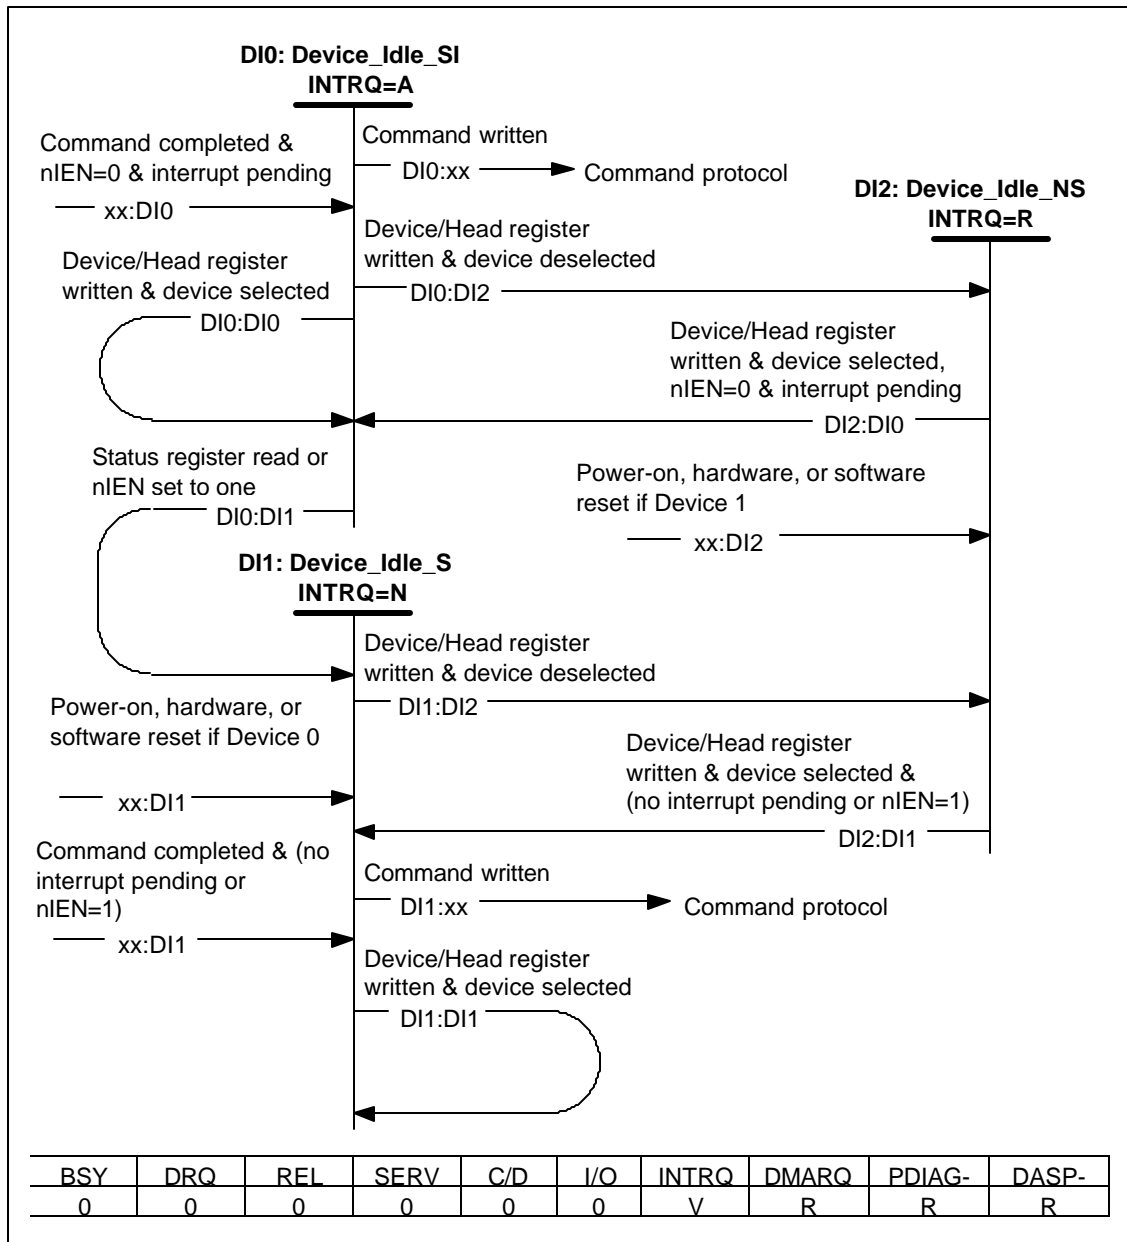 DI0: Device_Idle_SI
INTRQ=A
Command completed &
nIEN=0 & interrupt pending
xx:DI0
Command written
DI0:xx
Command protocol
DI2: Device_Idle_NS
INTRQ=R
Device/Head register
written & device selected
DI0:DI0
Device/Head register
written & device deselected
DI0:DI2
Device/Head register
written & device selected,
nIEN=0 & interrupt pending
DI2:DI0
Status register read or
nIEN set to one
DI0:DI1
Power-on, hardware, or software
reset if Device 1
xx:DI2
DI1: Device_Idle_S
INTRQ=N
Device/Head register
written & device deselected
DI1:DI2
Power-on, hardware, or
software reset if Device 0
xx:DI1
Device/Head register
written & device selected &
(no interrupt pending or nIEN=1)
DI2:DI1
Command completed & (no
interrupt pending or
nIEN=1)
xx:DI1
Command written
DI1:xx
Command protocol
Device/Head register
written & device selected
DI1:DI1
BSY DRQ REL SERV C/D I/O INTRQ DMARQ PDIAG- DASP-
0 0 0 0 0 0 V R R R